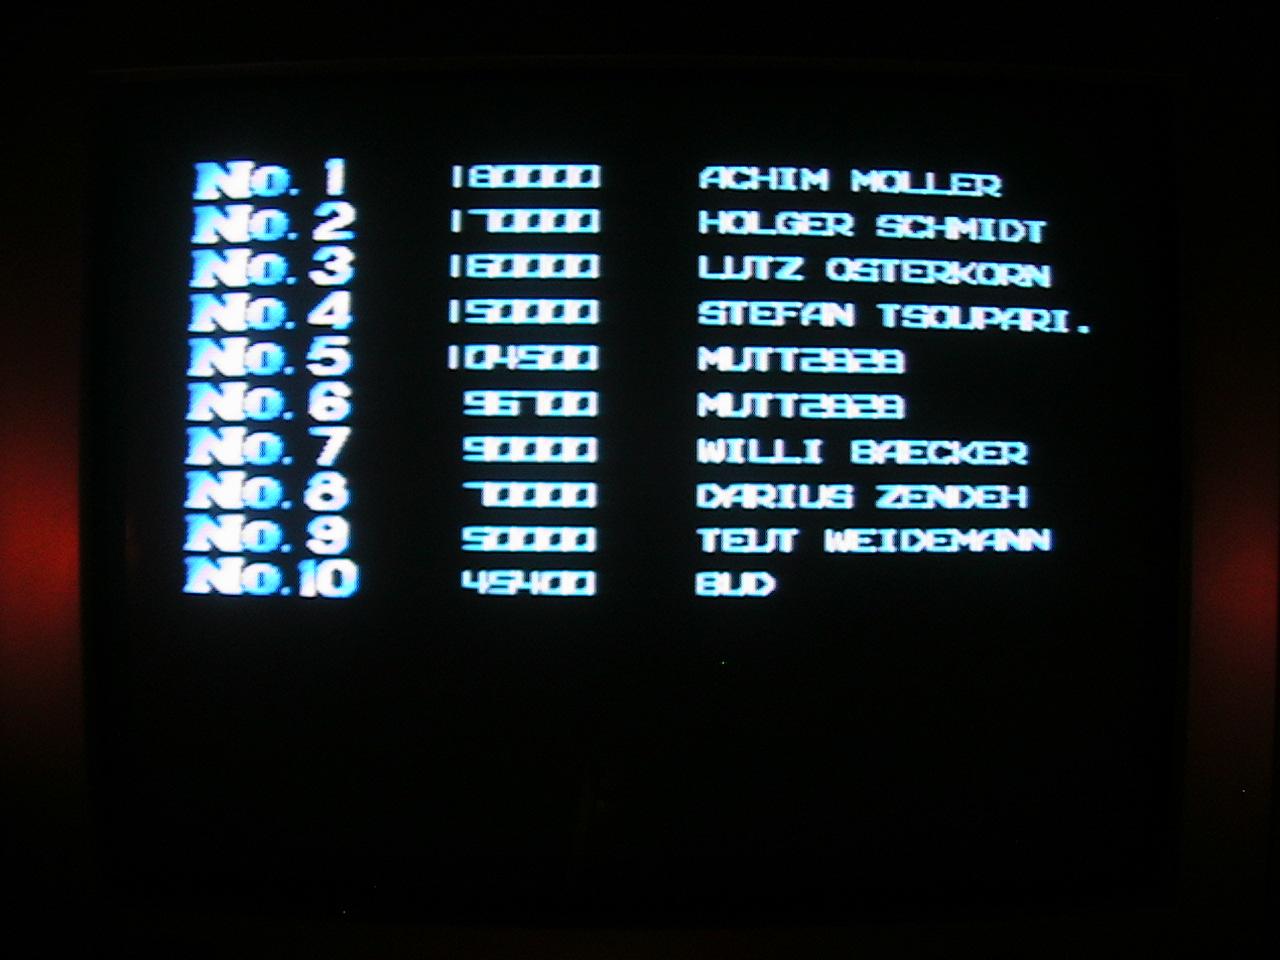 No. 1 180000 ACHIM MOLLER
No. 2 170000 HOLGER SCHMIDT
No. 3 160000 LUTZ OSTERKORN
No. 4 150000 STEFAN TSOUPARI.
No. 5 104500 MUTT2828
No. 6 96700 MUTT2828
No. 7 90000 WILLI BAECKER
No. 8 70000 DARIUS ZENDEH
No. 9 50000 TEUT WEIDEMANN
No. 10 45400 BUD